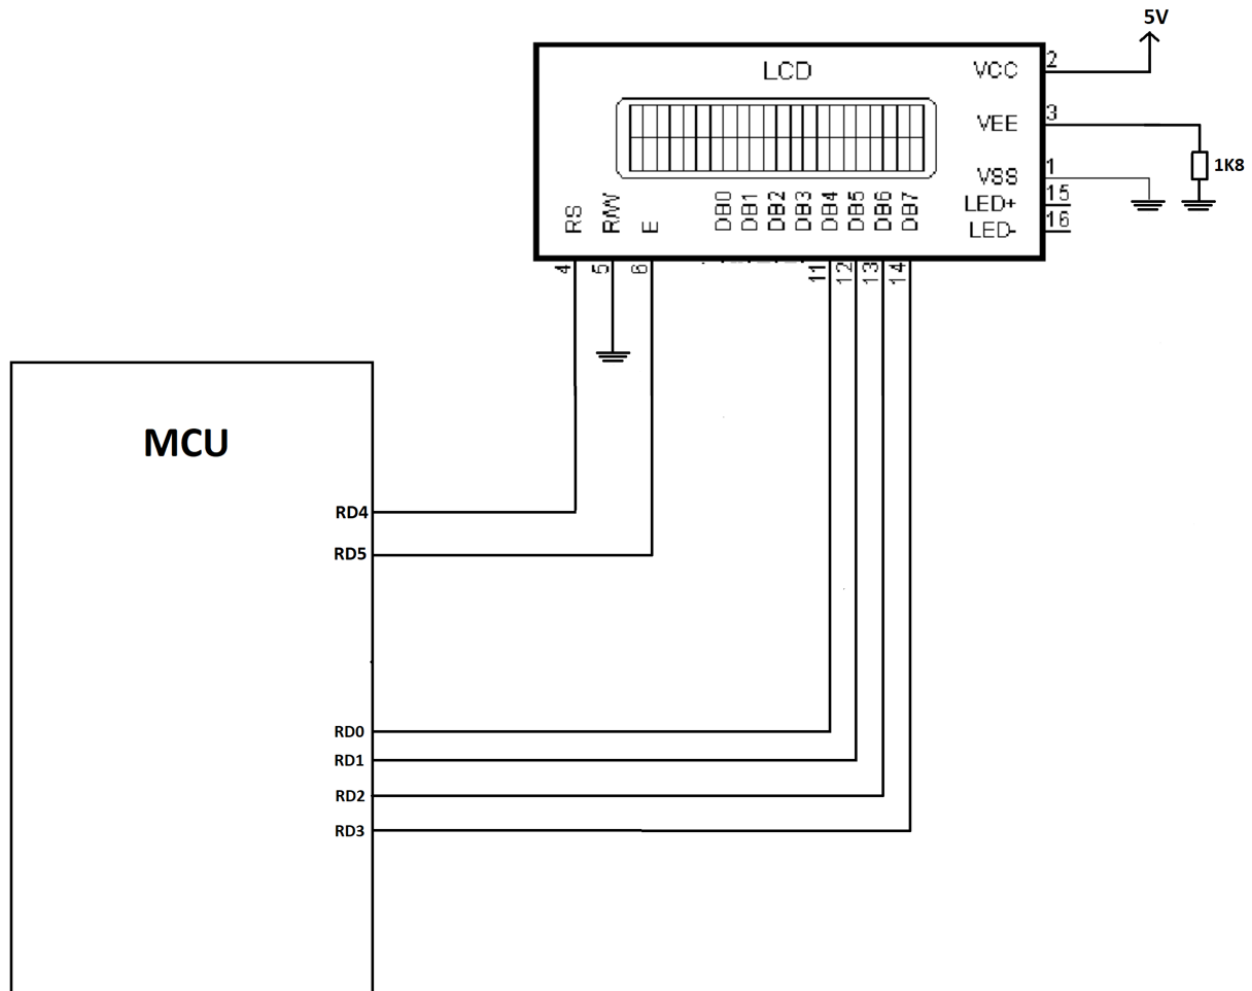 5V
LCD
VCC
2
VEE
3
1K8
VSS
1
LED+
15
LED-
16
RS
R/W
E
DB0
DB1
DB2
DB3
DB4
DB5
DB6
DB7
4
5
6
11
12
13
14
MCU
RD4
RD5
RD0
RD1
RD2
RD3